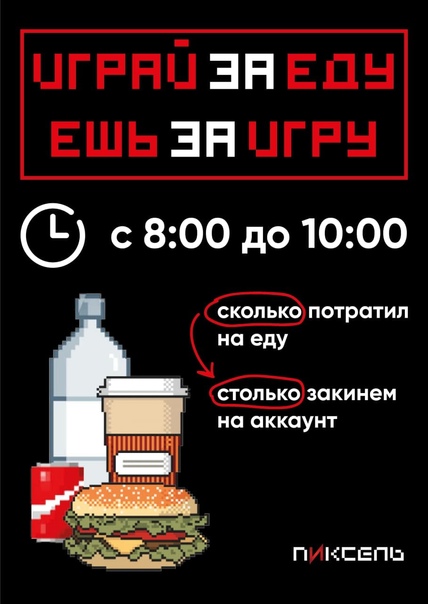 ИГРАЙ ЗА ЕДУ
ЕШЬ ЗА ИГРУ
с 8:00 до 10:00
сколько потратил
на еду
столько закинем
на аккаунт
ПИКСЕЛЬ